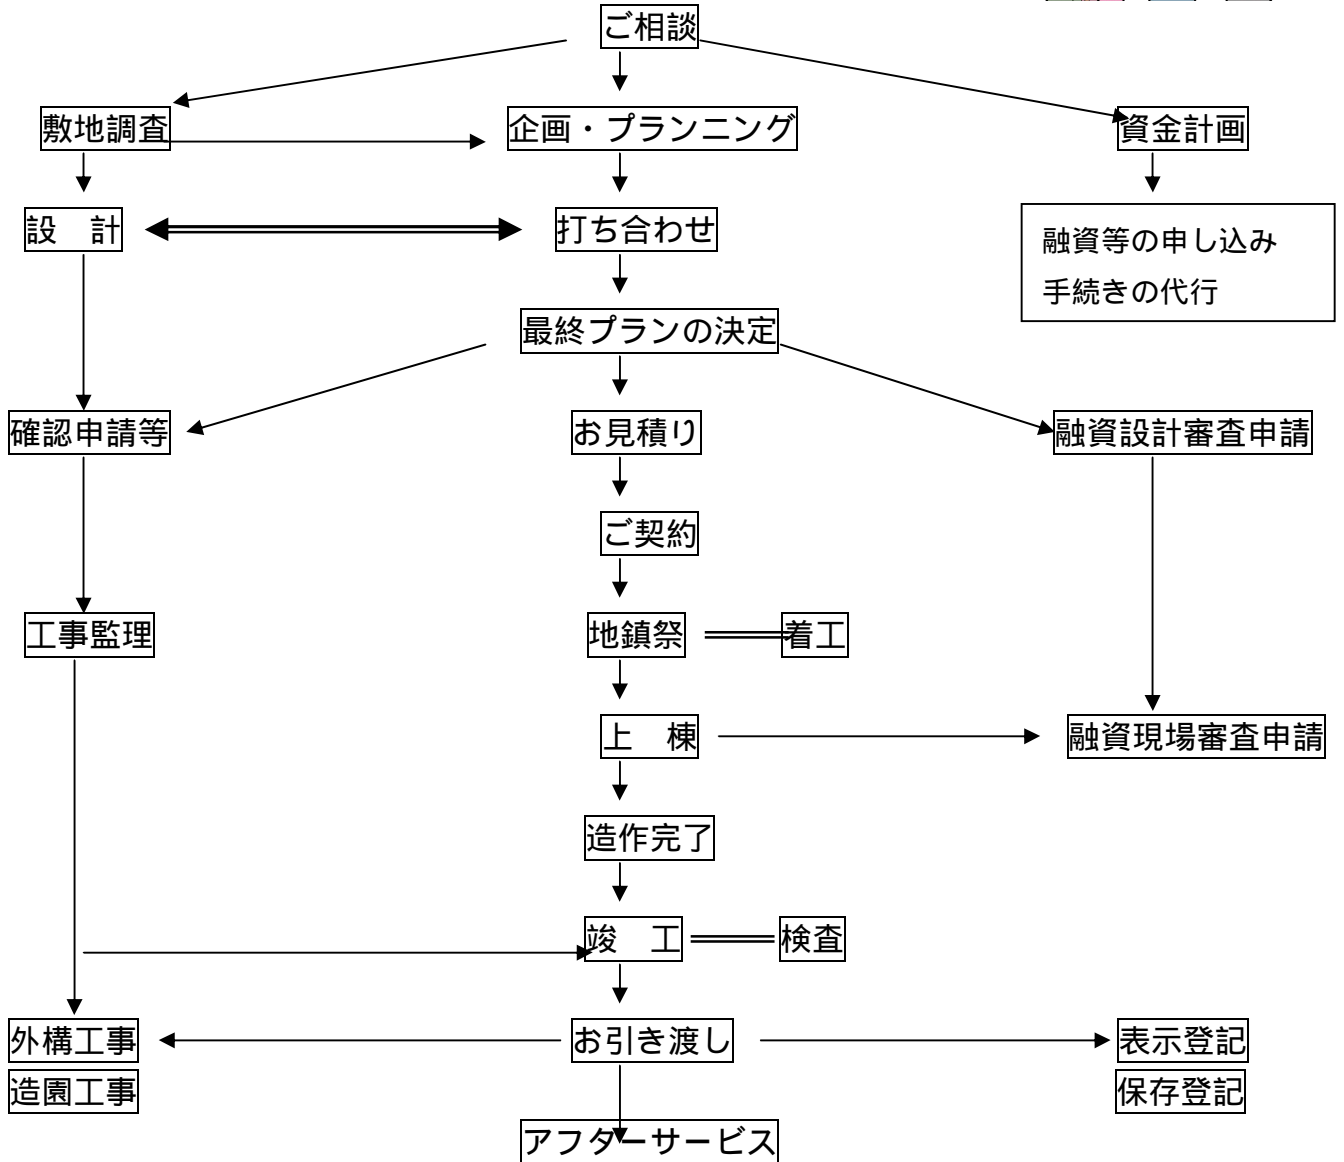 ご相談
敷地調査
企画・プランニング
資金計画
設　計
打ち合わせ
融資等の申し込み
手続きの代行
最終プランの決定
確認申請等
お見積り
融資設計審査申請
ご契約
工事監理
地鎮祭
着工
上　棟
融資現場審査申請
造作完了
竣　工
検査
外構工事
お引き渡し
表示登記
造園工事
保存登記
アフターサービス